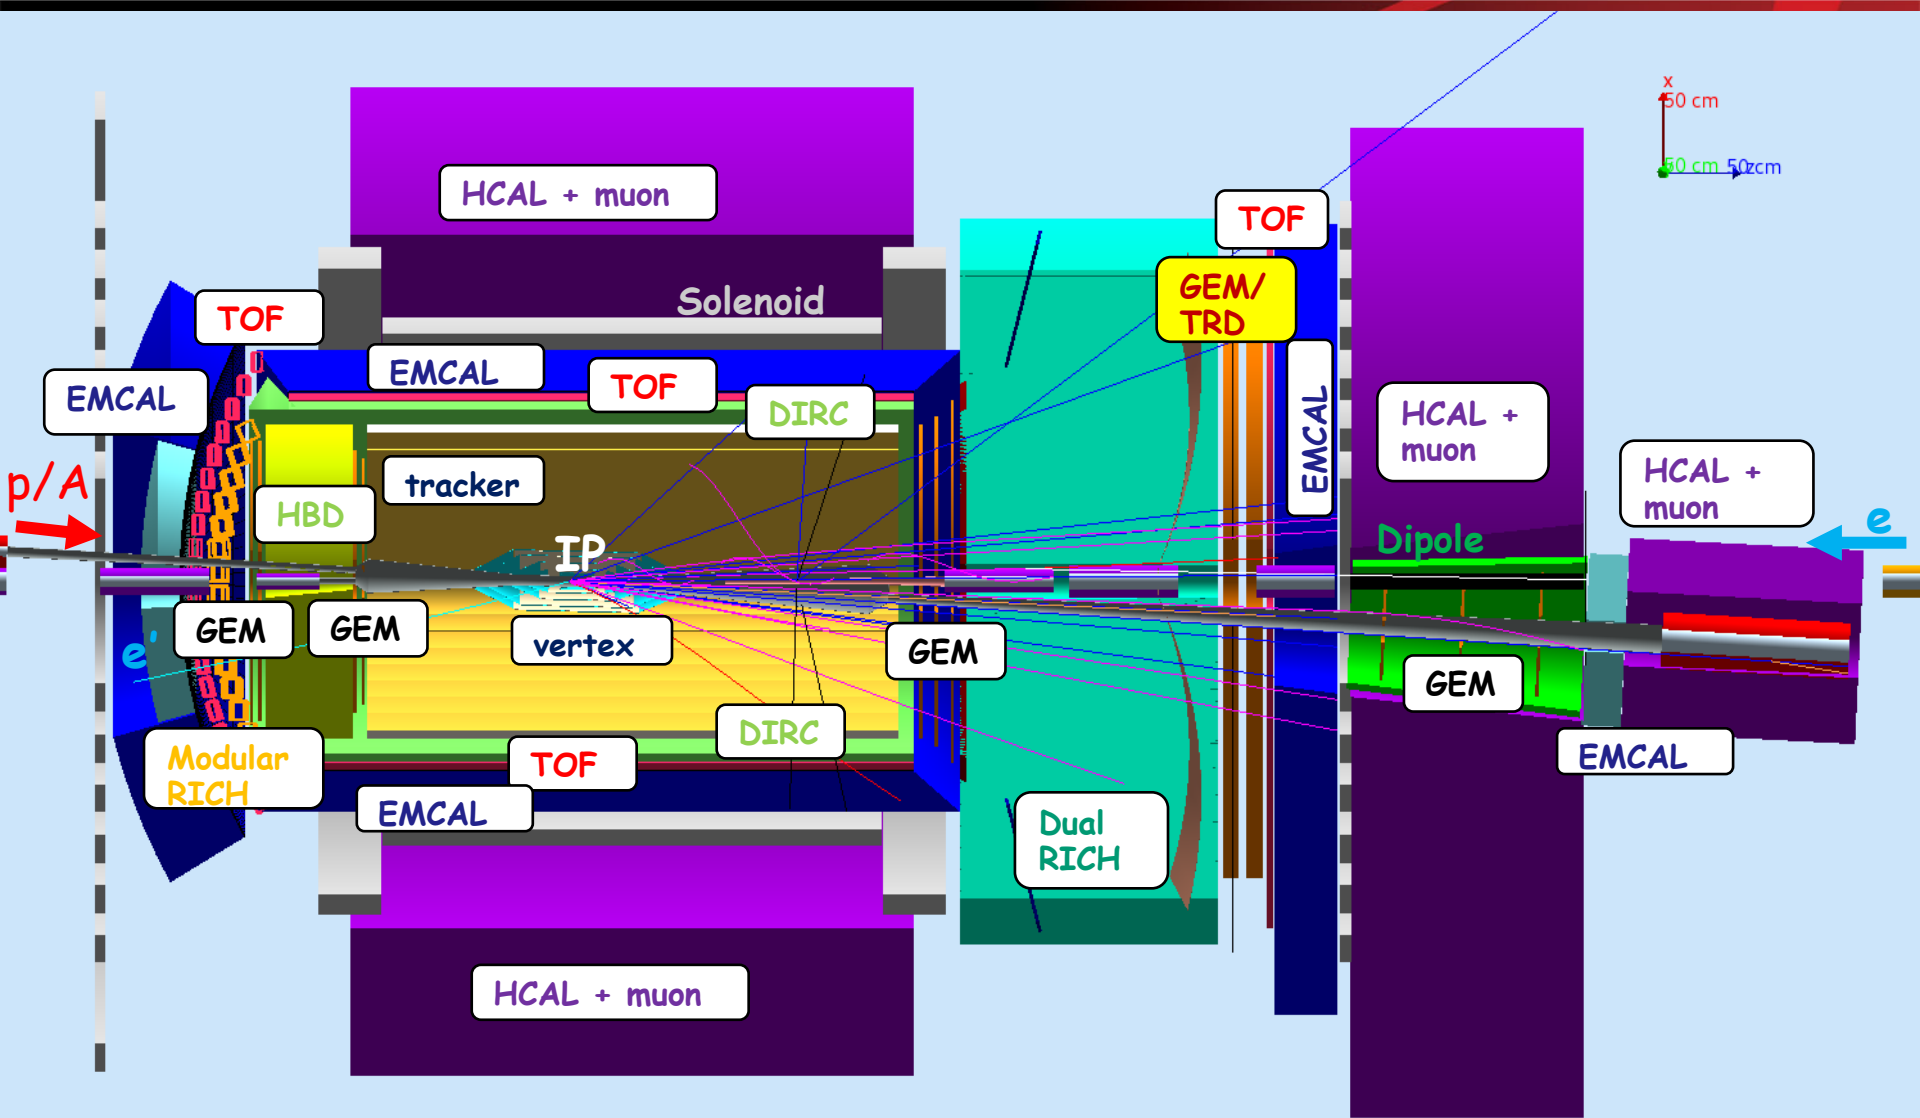 x
50 cm
50 cm
50 cm
z
HCAL + muon
TOF
GEM/
TRD
Solenoid
TOF
EMCAL
TOF
EMCAL
DIRC
EMCAL
HCAL +
muon
HCAL +
muon
p/A
tracker
HBD
e
IP
Dipole
GEM
GEM
vertex
GEM
e'
GEM
DIRC
Modular
RICH
TOF
EMCAL
EMCAL
Dual
RICH
HCAL + muon